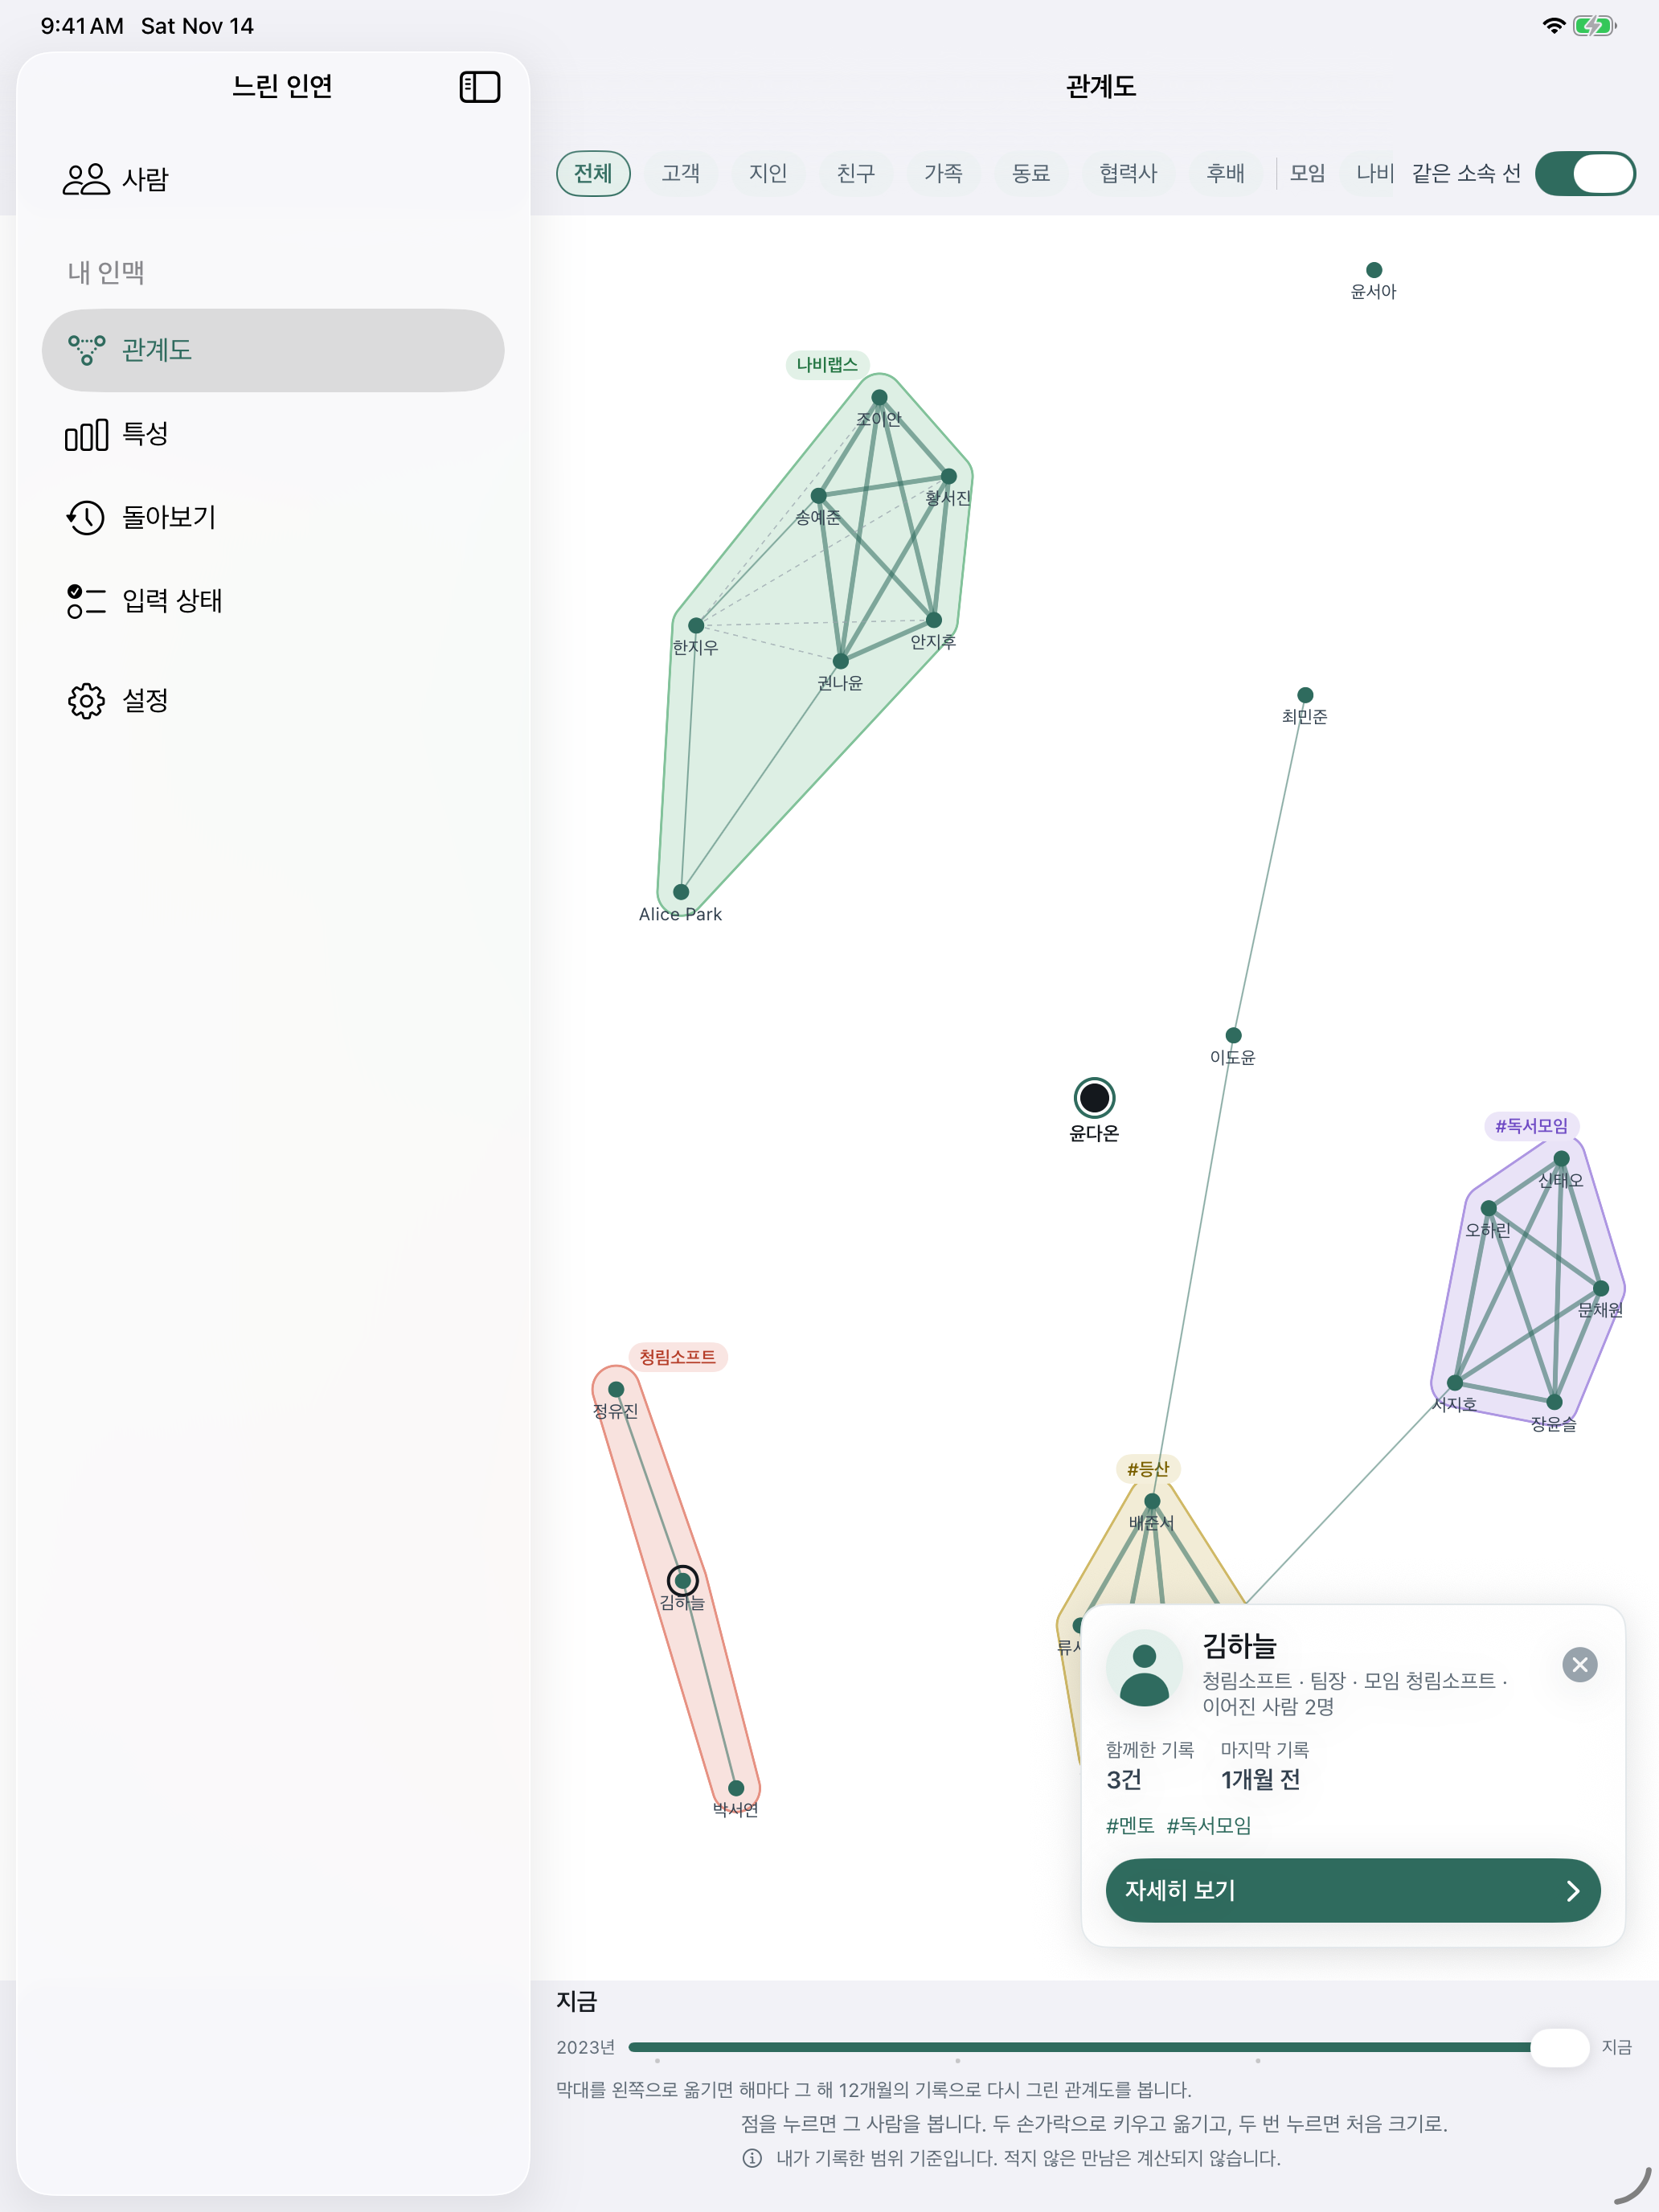 9:41 AM Sat Nov 14
느린 인연
사람
내 인맥
관계도
특성
돌아보기
입력 상태
설정
관계도
전체 고객 지인 친구 가족 동료 협력사 후배 모임 나비 같은 소속 선
윤서아
나비랩스
조이안
황서진
송예준
한지우
안지후
권나윤
최민준
Alice Park
이도윤
윤다온
#독서모임
신태오
오하린
문채원
서지호
장윤슬
청림소프트
정유진
#등산
배준서
김하늘
박서연
김하늘
청림소프트 · 팀장 · 모임 청림소프트 ·
이어진 사람 2명
함께한 기록 마지막 기록
3건 1개월 전
#멘토 #독서모임
자세히 보기
지금
2023년 지금
막대를 왼쪽으로 옮기면 해마다 그 해 12개월의 기록으로 다시 그린 관계도를 봅니다.
점을 누르면 그 사람을 봅니다. 두 손가락으로 키우고 옮기고, 두 번 누르면 처음 크기로.
내가 기록한 범위 기준입니다. 적지 않은 만남은 계산되지 않습니다.